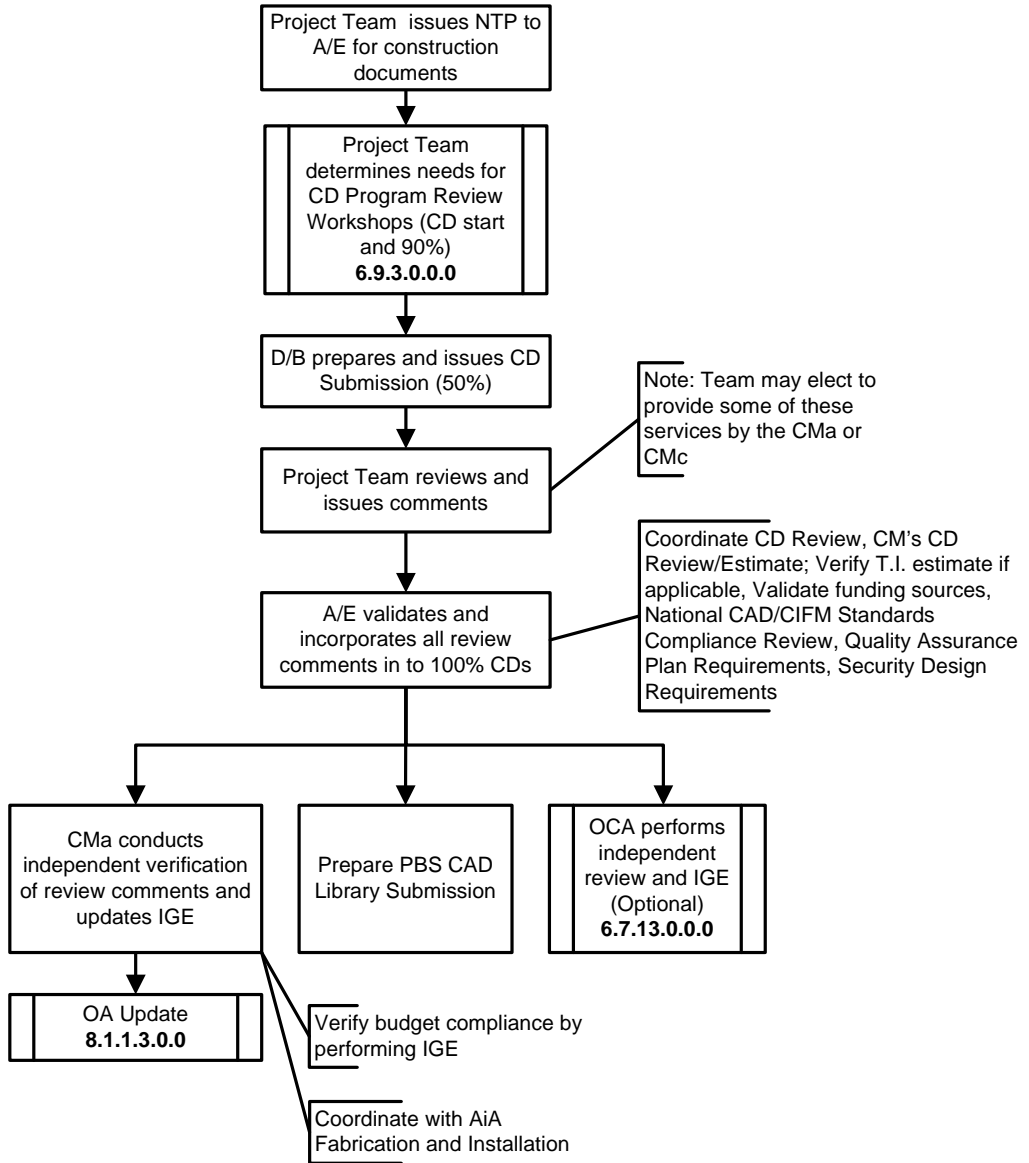 Project Team issues NTP to
A/E for construction
documents
Project Team
determines needs for
CD Program Review
Workshops (CD start
and 90%)
6.9.3.0.0.0
D/B prepares and issues CD
Submission (50%)
Note: Team may elect to
provide some of these
services by the CMa or
CMc
Project Team reviews and
issues comments
Coordinate CD Review, CM's CD
Review/Estimate; Verify T.I. estimate if
applicable, Validate funding sources,
National CAD/CIFM Standards
Compliance Review, Quality Assurance
Plan Requirements, Security Design
Requirements
A/E validates and
incorporates all review
comments in to 100% CDs
CMa conducts
independent verification
of review comments and
updates IGE
Prepare PBS CAD
Library Submission
OCA performs
independent
review and IGE
(Optional)
6.7.13.0.0.0
OA Update
8.1.1.3.0.0
Verify budget compliance by
performing IGE
Coordinate with AiA
Fabrication and Installation